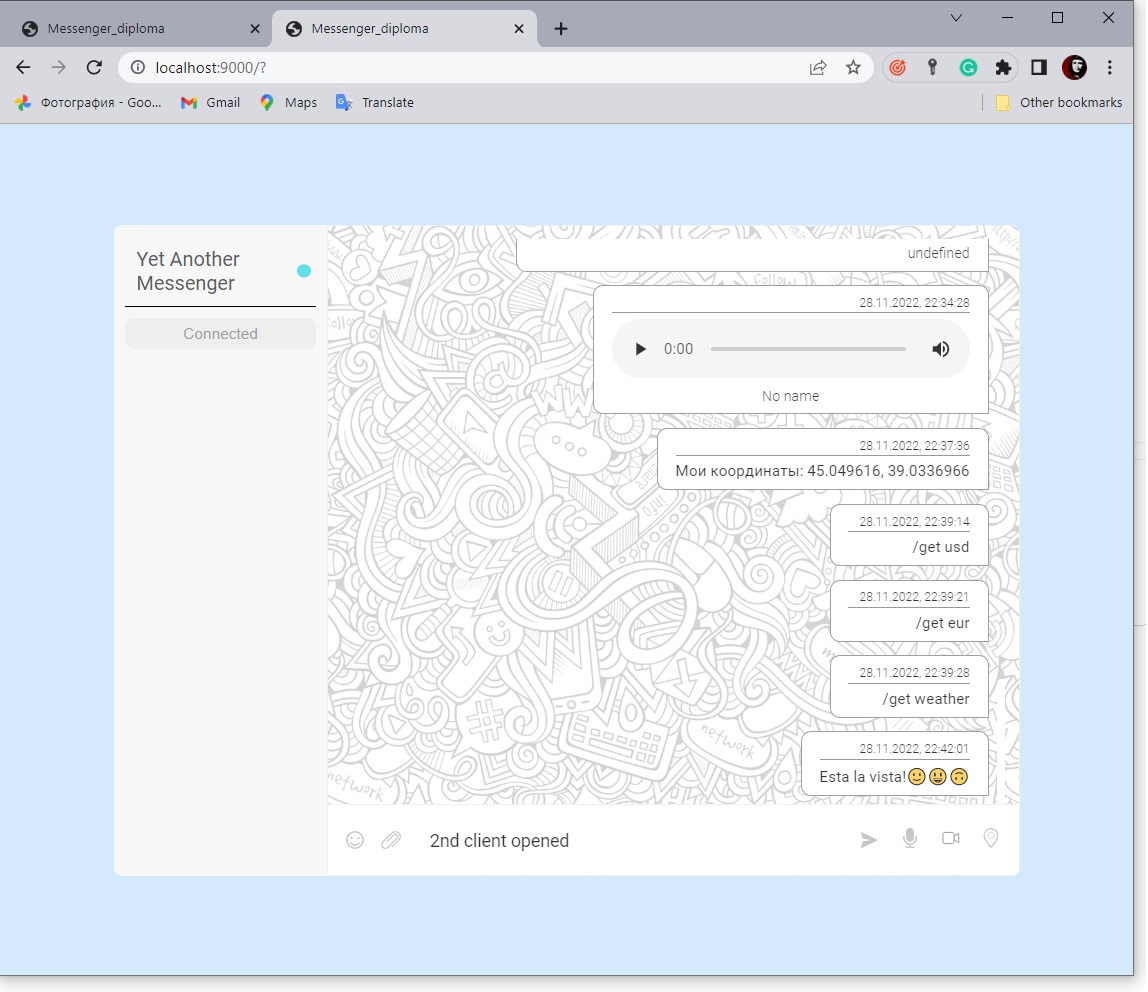 Messenger_diploma
Messenger_diploma
localhost:9000/?
Фотография - Goo...
Gmail
Maps
Translate
Other bookmarks
Yet Another
Messenger
Connected
undefined
28.11.2022, 22:34:28
0:00
No name
28.11.2022, 22:37:36
Мои координаты: 45.049616, 39.0336966
28.11.2022, 22:39:14
/get usd
28.11.2022, 22:39:21
/get eur
28.11.2022, 22:39:28
/get weather
28.11.2022, 22:42:01
Esta la vista!🙂😀🙃
network
network
2nd client opened